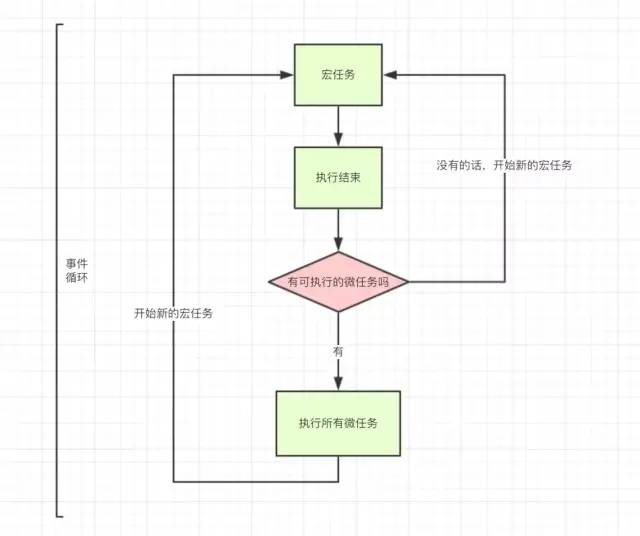 宏任务
执行结束
没有的话，开始新的宏任务
事件
循环
有可执行的微任务吗
开始新的宏任务
有
执行所有微任务